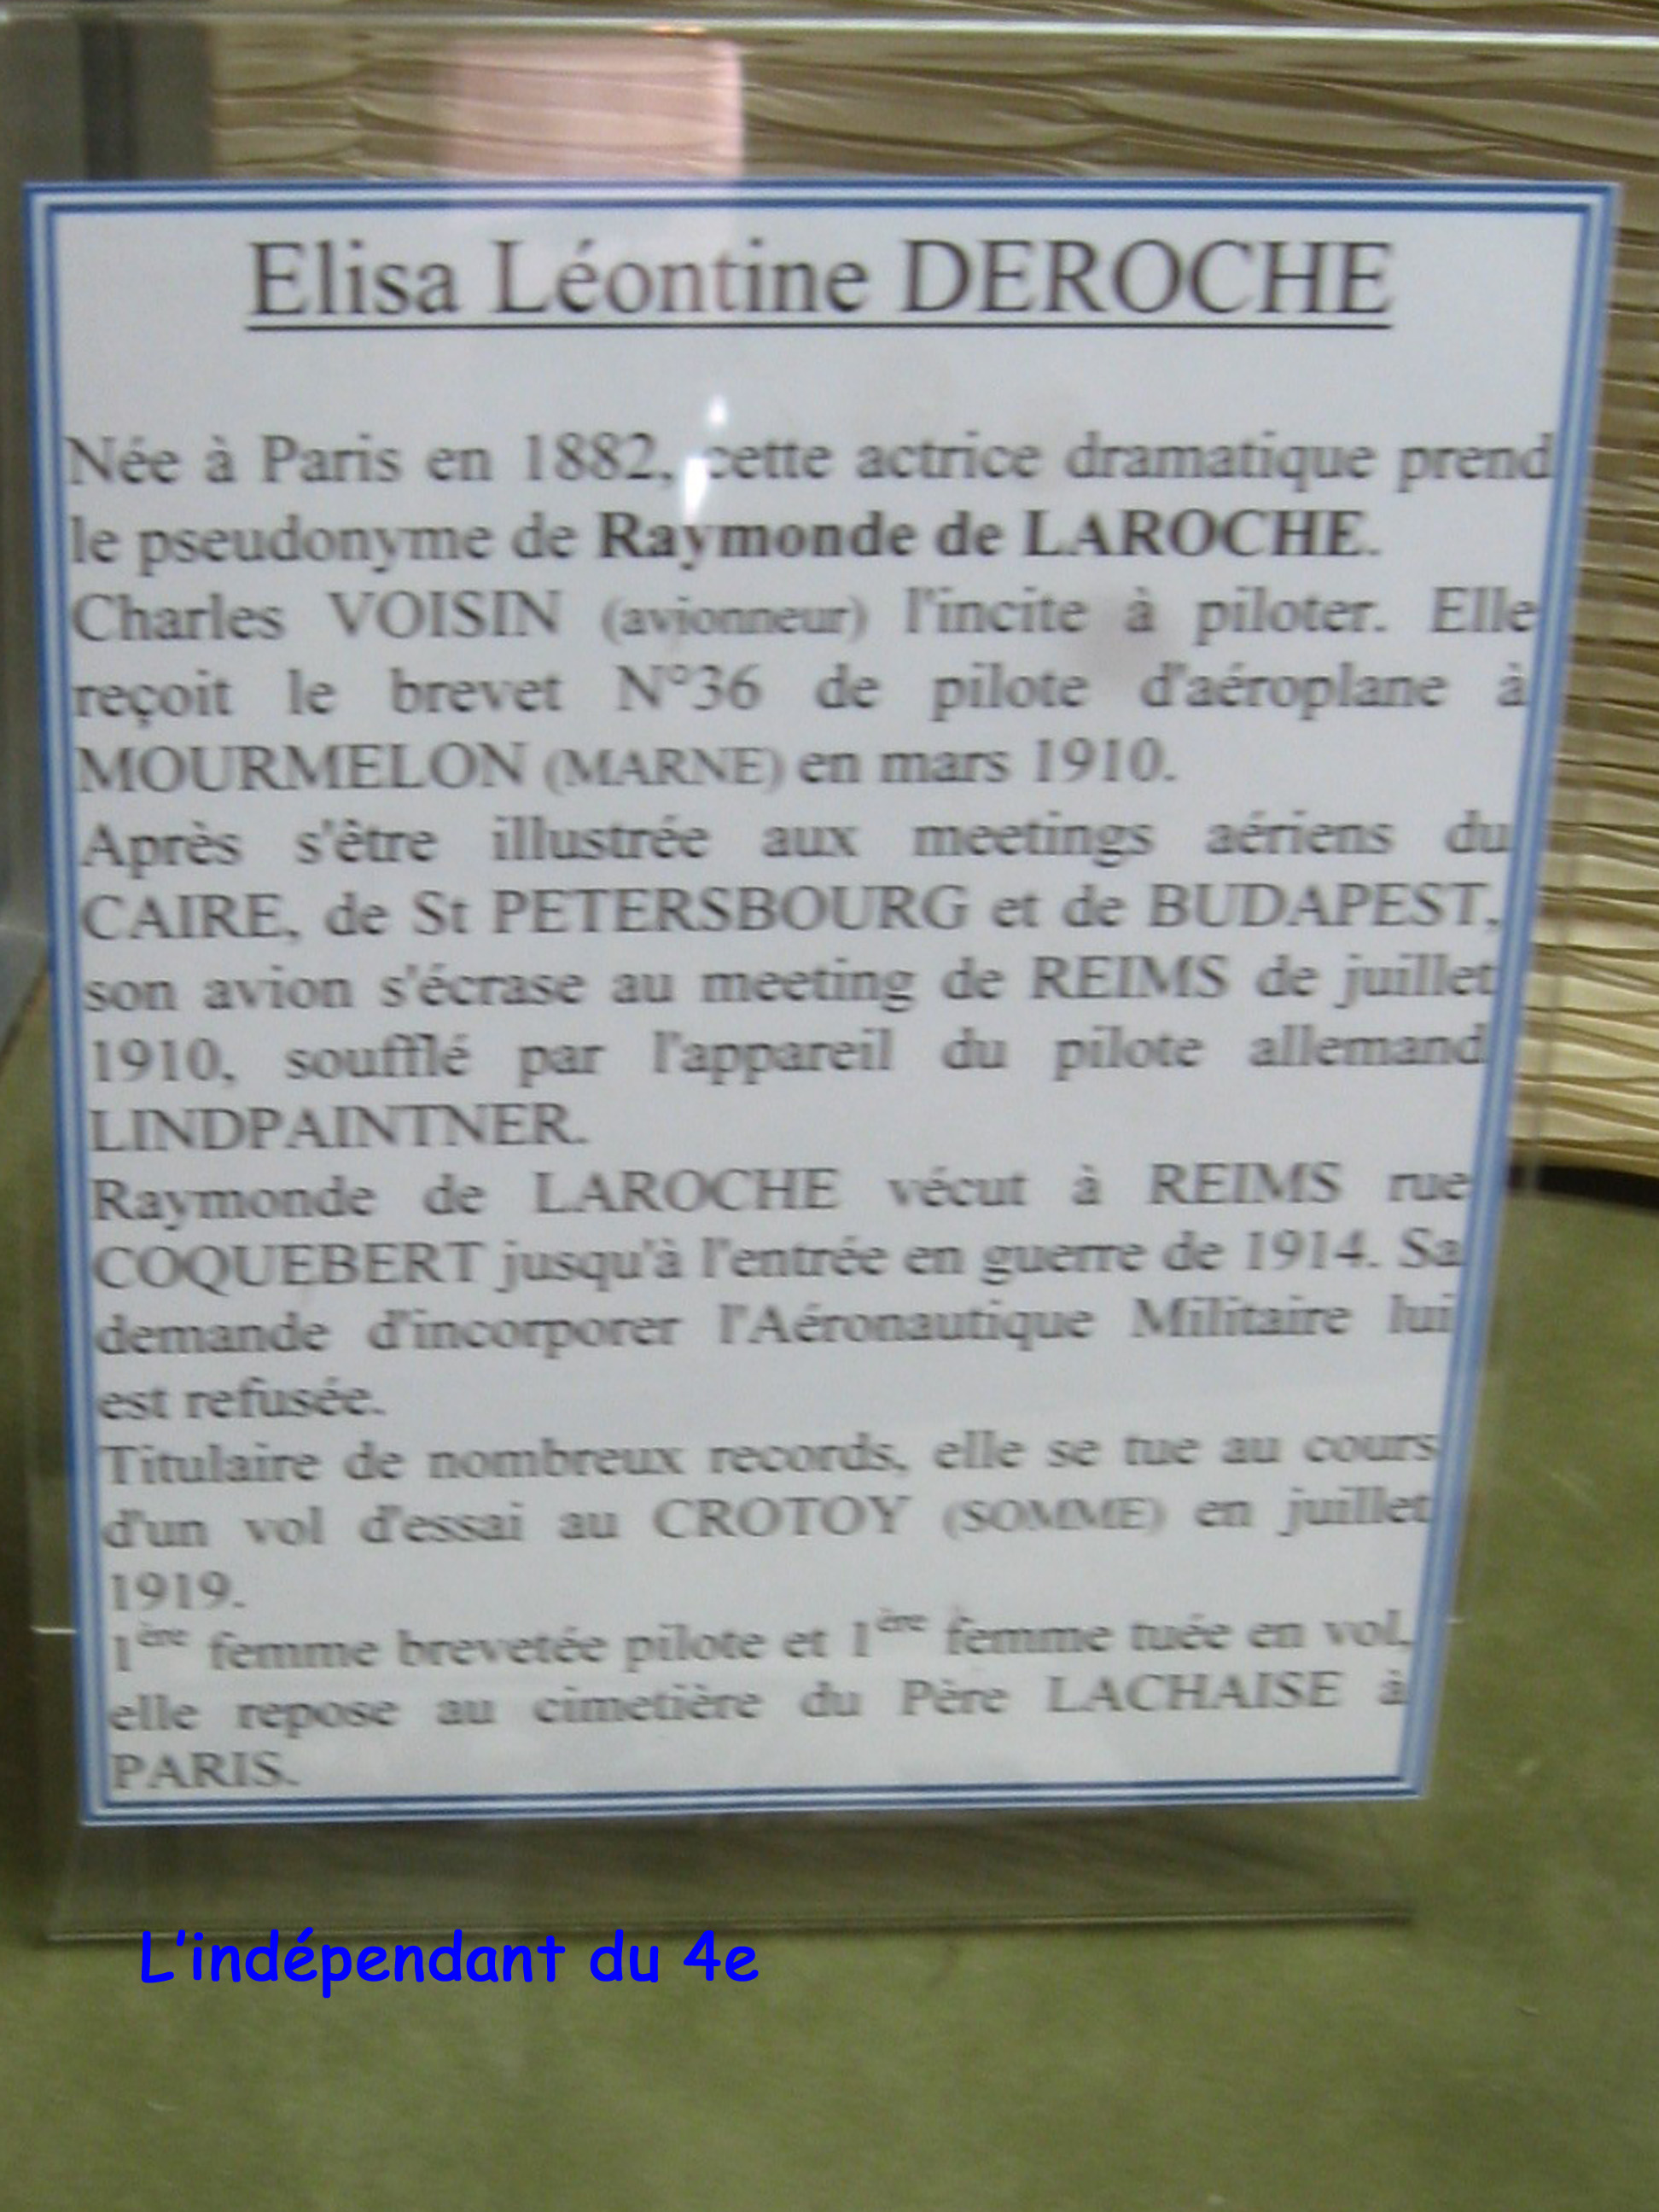 Elisa Léontine DEROCHE
Née à Paris en 1882, cette actrice dramatique prend
le pseudonyme de Raymonde de LAROCHE.
Charles VOISIN (avionneur) l'incite à piloter. Elle
reçoit le brevet N°36 de pilote d'aéroplane à
MOURMELON (MARNE) en mars 1910.
Après s'être illustrée aux meetings aériens du
CAIRE, de St PETERSBOURG et de BUDAPEST,
son avion s'écrase au meeting de REIMS de juillet
1910, soufflé par l'appareil du pilote allemand
LINDPAINTNER.
Raymonde de LAROCHE vécut à REIMS rue
COQUEBERT jusqu'à l'entrée en guerre de 1914. Sa
demande d'incorporer l'Aéronautique Militaire lui
est refusée.
Titulaire de nombreux records, elle se tue au cours
d'un vol d'essai au CROTOY (SOMME) en juillet
1919.
1ère femme brevetée pilote et 1ère femme tuée en vol,
elle repose au cimetière du Père LACHAISE à
PARIS.
L'indépendant du 4e